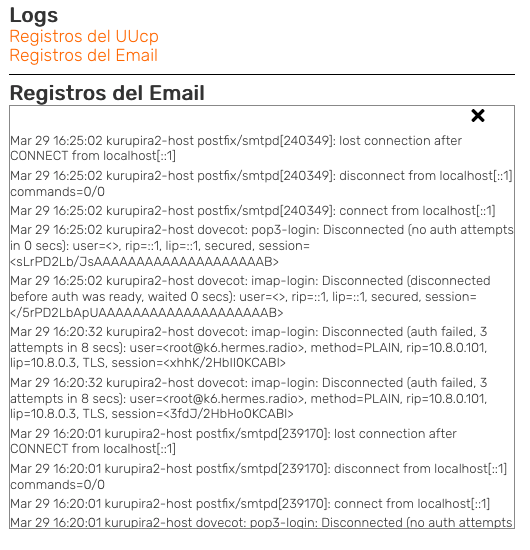 Logs
Registros del UUcp
Registros del Email
Registros del Email
Mar 29 16:25:02 kurupira2-host postfix/smtpd[240349]: lost connection after
CONNECT from localhost[::1]
Mar 29 16:25:02 kurupira2-host postfix/smtpd[240349]: disconnect from localhost[::1]
commands=0/0
Mar 29 16:25:02 kurupira2-host postfix/smtpd[240349]: connect from localhost[::1]
Mar 29 16:25:02 kurupira2-host dovecot: pop3-login: Disconnected (no auth attempts
in 0 secs): user=<>, rip=::1, lip=::1, secured, session=
<sLrPD2Lb/JsAAAAAAAAAAAAAAAAAAAAB>
Mar 29 16:25:02 kurupira2-host dovecot: imap-login: Disconnected (disconnected
before auth was ready, waited 0 secs): user=<>, rip=::1, lip=::1, secured, session=
</5rPD2LbApUAAAAAAAAAAAAAAAAAAAAB>
Mar 29 16:20:32 kurupira2-host dovecot: imap-login: Disconnected (auth failed, 3
attempts in 8 secs): user=<root@k6.hermes.radio>, method=PLAIN, rip=10.8.0.101,
lip=10.8.0.3, TLS, session=<xhhK/2HbII0KCABl>
Mar 29 16:20:32 kurupira2-host dovecot: imap-login: Disconnected (auth failed, 3
attempts in 8 secs): user=<root@k6.hermes.radio>, method=PLAIN, rip=10.8.0.101,
lip=10.8.0.3, TLS, session=<3fdJ/2HbHo0KCABl>
Mar 29 16:20:01 kurupira2-host postfix/smtpd[239170]: lost connection after
CONNECT from localhost[::1]
Mar 29 16:20:01 kurupira2-host postfix/smtpd[239170]: disconnect from localhost[::1]
commands=0/0
Mar 29 16:20:01 kurupira2-host postfix/smtpd[239170]: connect from localhost[::1]
Mar 29 16:20:01 kurupira2-host dovecot: pop3-login: Disconnected (no auth attempts